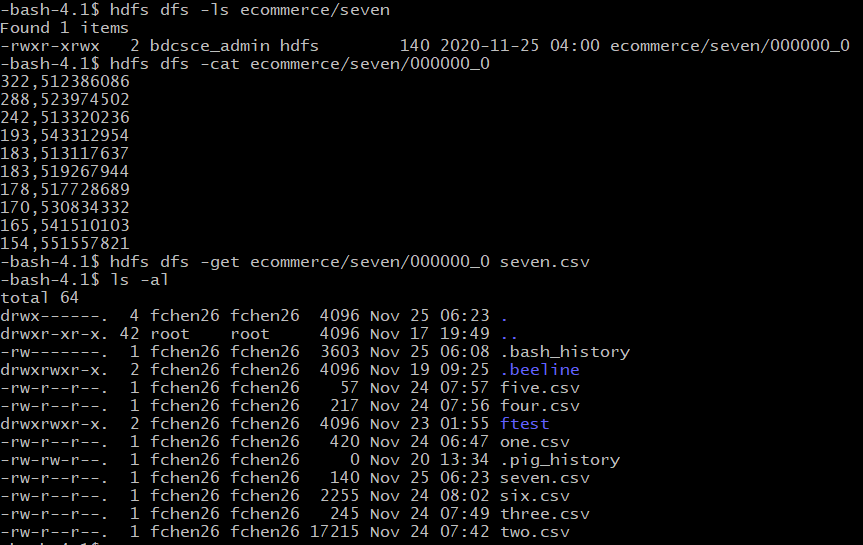 -bash-4.1$ hdfs dfs -ls ecommerce/seven
Found 1 items
-rwxr-xrwx   2 bdcsce_admin hdfs        140 2020-11-25 04:00 ecommerce/seven/000000_0
-bash-4.1$ hdfs dfs -cat ecommerce/seven/000000_0
322,512386086
288,523974502
242,513320236
193,543312954
183,513117637
183,519267944
178,517728689
170,530834332
165,541510103
154,551557821
-bash-4.1$ hdfs dfs -get ecommerce/seven/000000_0 seven.csv
-bash-4.1$ ls -al
total 64
drwx------.  4 fchen26 fchen26  4096 Nov 25 06:23 .
drwxr-xr-x. 42 root    root     4096 Nov 17 19:49 ..
-rw-------.  1 fchen26 fchen26  3603 Nov 25 06:08 .bash_history
drwxrwxr-x.  2 fchen26 fchen26  4096 Nov 19 09:25 .beeline
-rw-r--r--.  1 fchen26 fchen26    57 Nov 24 07:57 five.csv
-rw-r--r--.  1 fchen26 fchen26   217 Nov 24 07:56 four.csv
drwxrwxr-x.  2 fchen26 fchen26  4096 Nov 23 01:55 ftest
-rw-r--r--.  1 fchen26 fchen26   420 Nov 24 06:47 one.csv
-rw-rw-r--.  1 fchen26 fchen26     0 Nov 20 13:34 .pig_history
-rw-r--r--.  1 fchen26 fchen26   140 Nov 25 06:23 seven.csv
-rw-r--r--.  1 fchen26 fchen26  2255 Nov 24 08:02 six.csv
-rw-r--r--.  1 fchen26 fchen26   245 Nov 24 07:49 three.csv
-rw-r--r--.  1 fchen26 fchen26 17215 Nov 24 07:42 two.csv